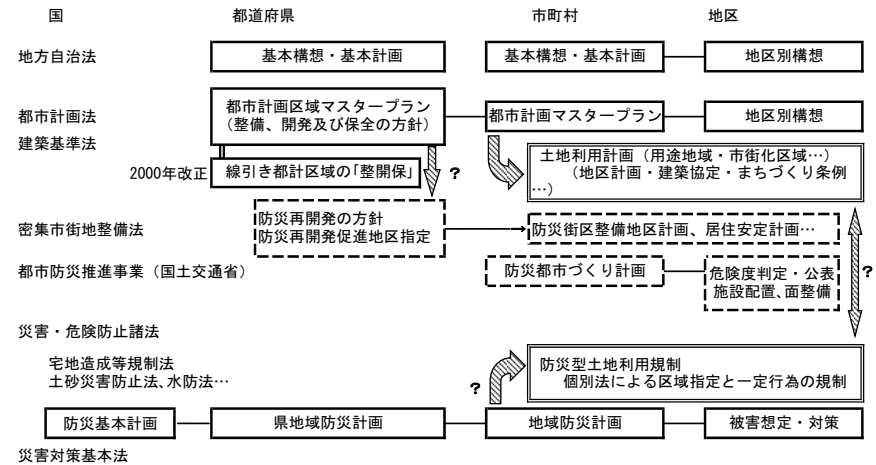 国　都道府県　市町村　地区
地方自治法　基本構想・基本計画　基本構想・基本計画　地区別構想
都市計画法　都市計画区域マスタープラン　都市計画マスタープラン　地区別構想
（整備、開発及び保全の方針）
建築基準法
2000年改正　線引き都計区域の「整開保」　？
土地利用計画（用途地域・市街化区域…）
（地区計画・建築協定・まちづくり条例
…）
密集市街地整備法
防災再開発の方針
防災再開発促進地区指定
防災街区整備地区計画、居住安定計画…
都市防災推進事業（国土交通省）　防災都市づくり計画
危険度判定・公表
施設配置、面整備
？
災害・危険防止諸法
宅地造成等規制法
土砂災害防止法、水防法…
？
防災型土地利用規制
個別法による区域指定と一定行為の規制
防災基本計画　県地域防災計画　地域防災計画　被害想定・対策
災害対策基本法